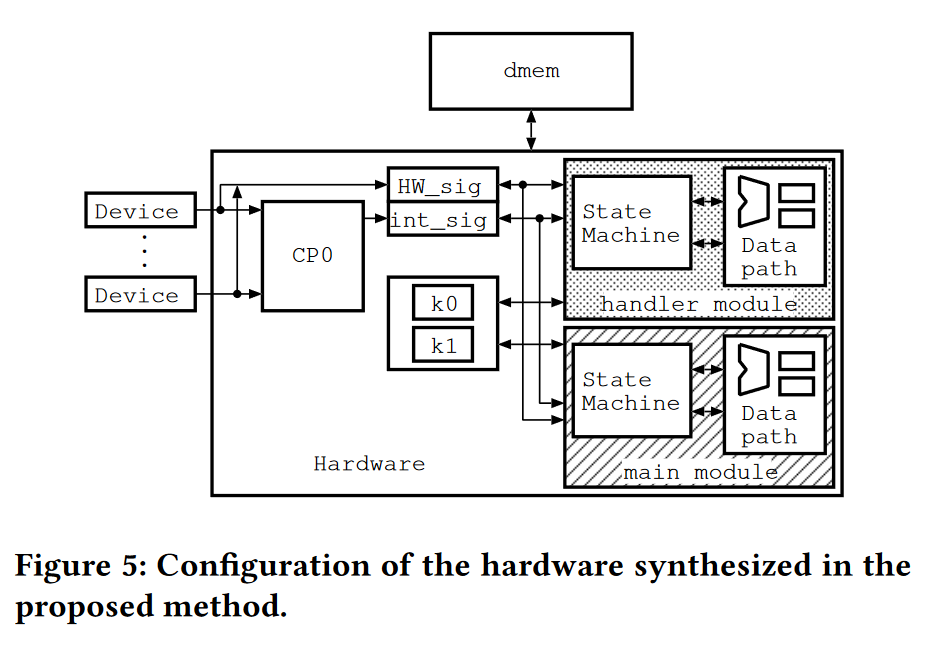 dmem
HW_sig
int_sig
Device
Device
CP0
k0
k1
State
Machine
Data
path
handler module
State
Machine
Data
path
main module
Hardware
Figure 5: Configuration of the hardware synthesized in the
proposed method.